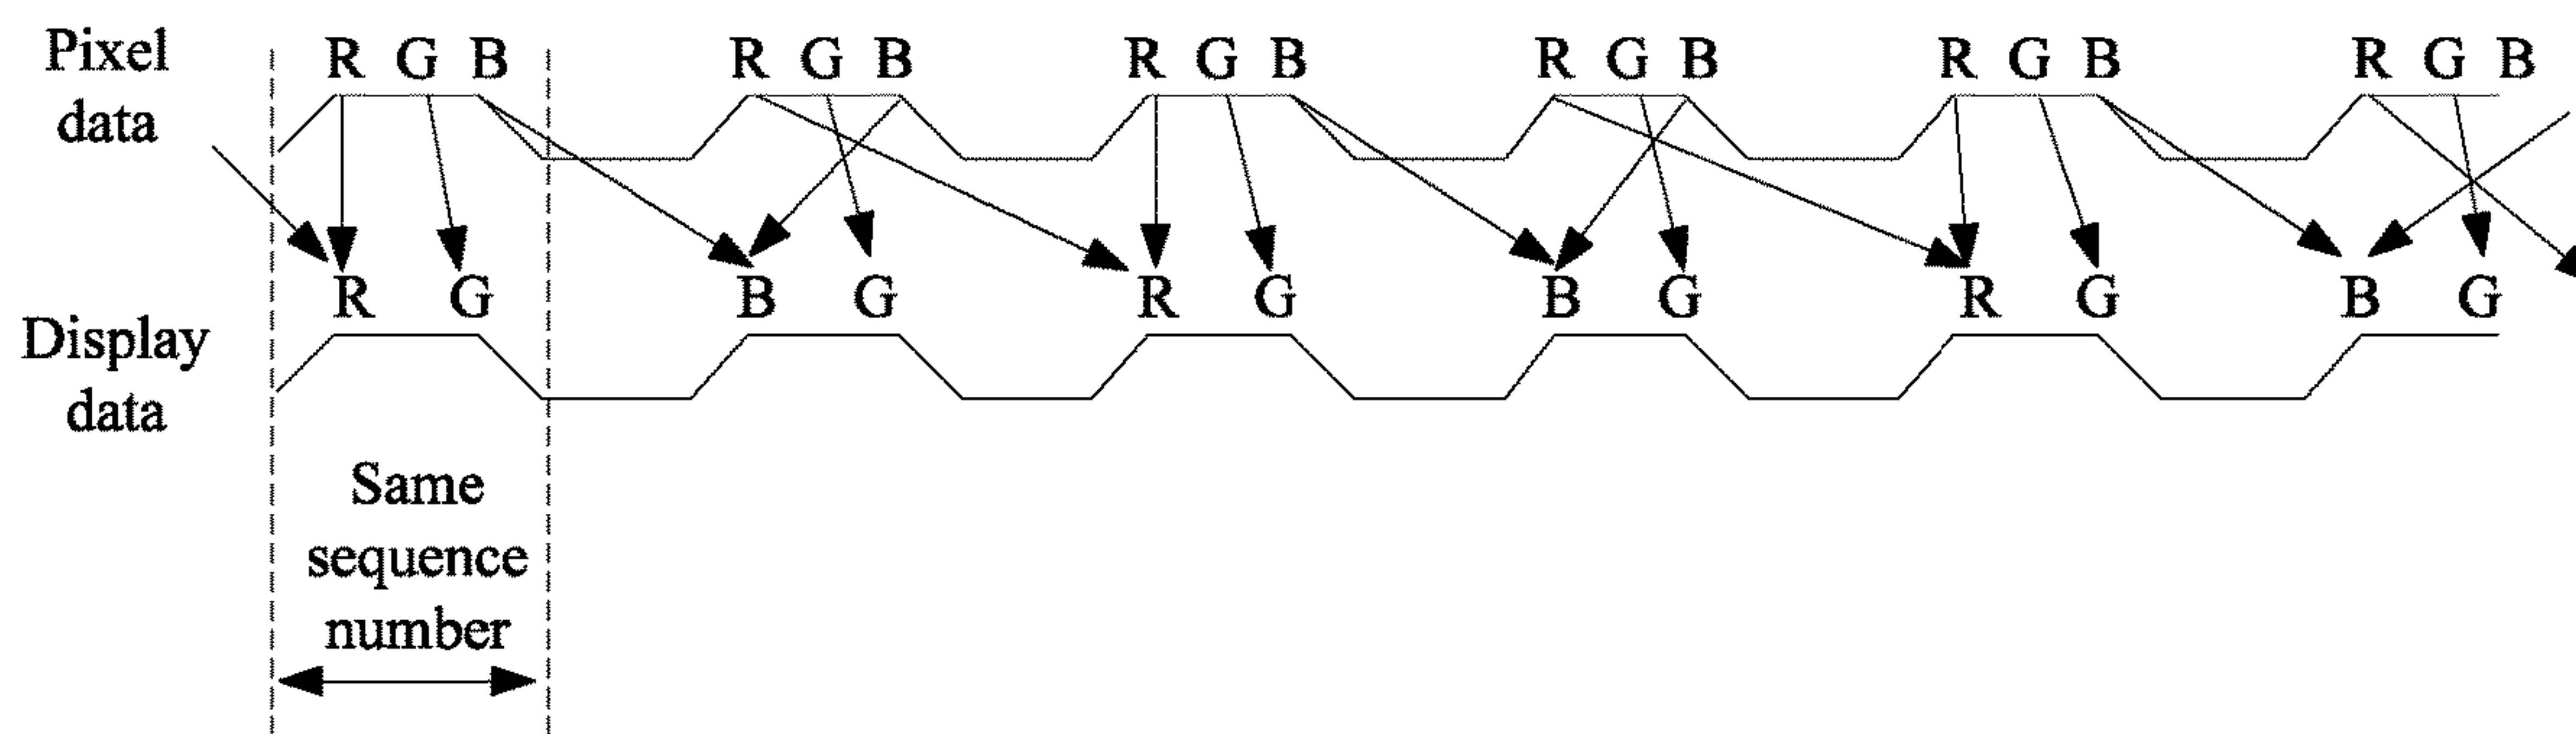 Pixel data
R G B R G B R G B R G B R G B R G B
R G B G R G B G R G B G
Display data
Same
sequence
number